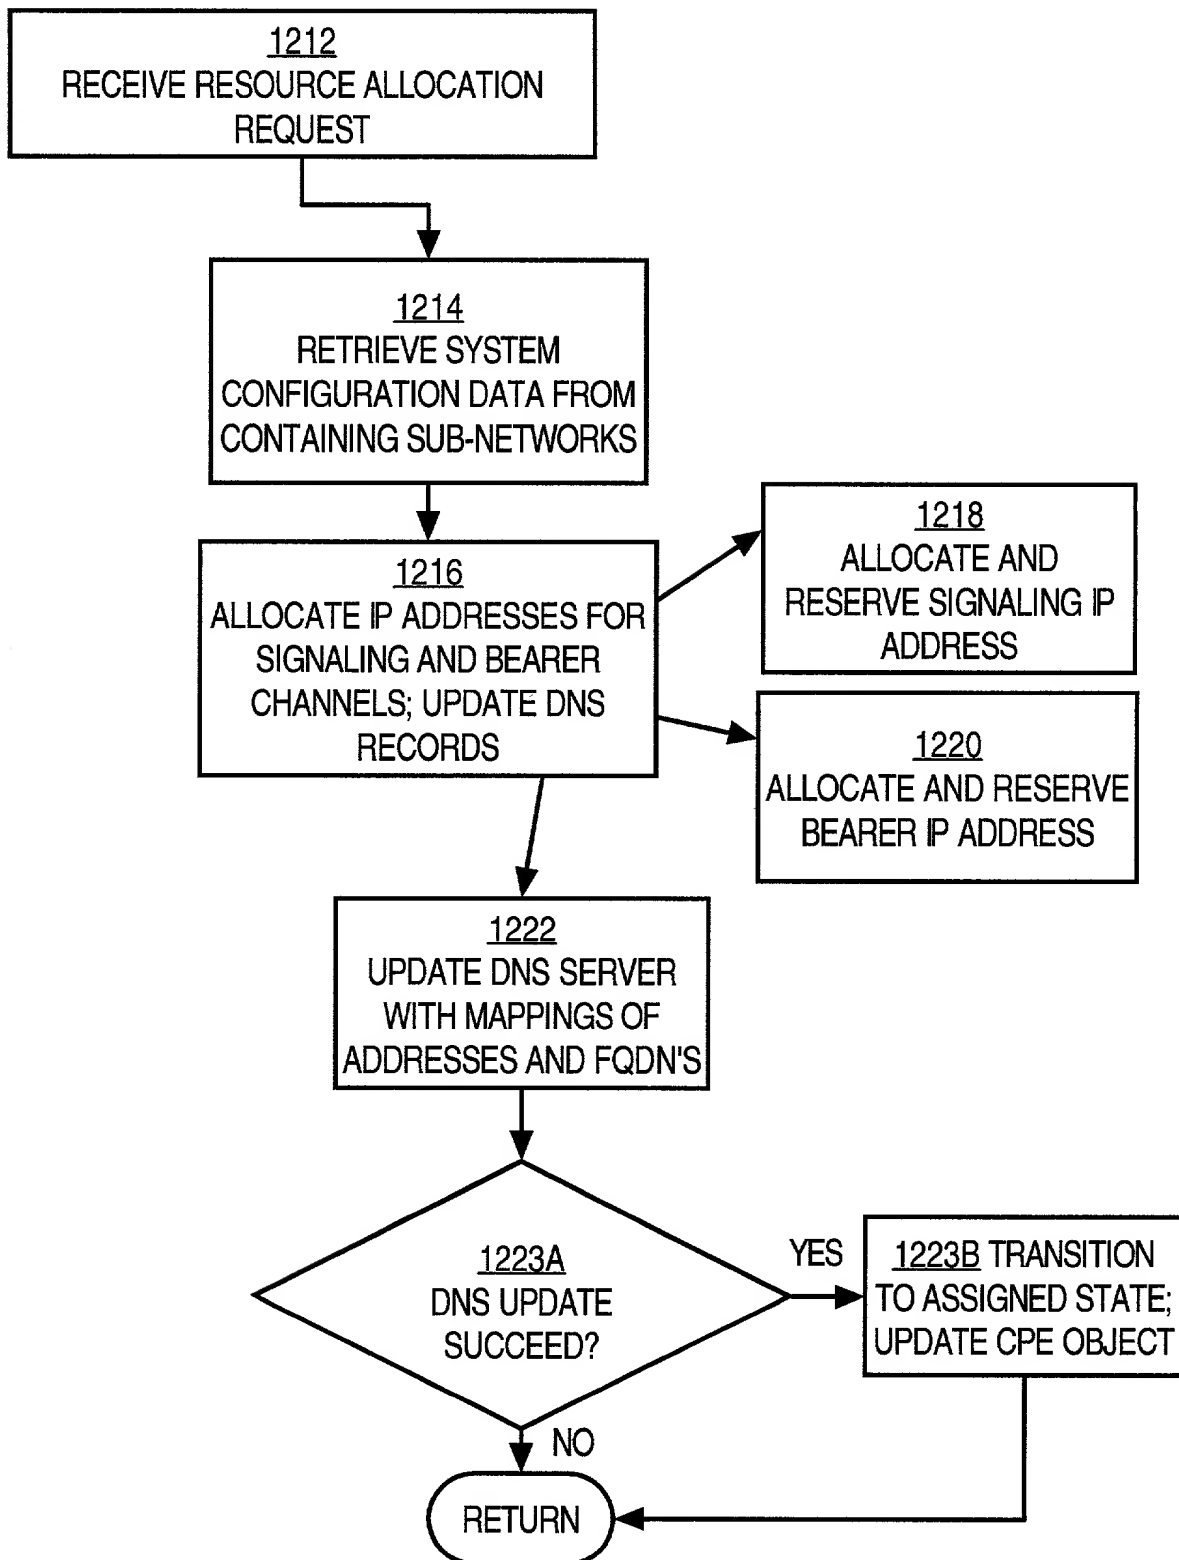 1212
RECEIVE RESOURCE ALLOCATION
REQUEST
1214
RETRIEVE SYSTEM
CONFIGURATION DATA FROM
CONTAINING SUB-NETWORKS
1216
ALLOCATE IP ADDRESSES FOR
SIGNALING AND BEARER
CHANNELS; UPDATE DNS
RECORDS
1218
ALLOCATE AND
RESERVE SIGNALING IP
ADDRESS
1220
ALLOCATE AND RESERVE
BEARER IP ADDRESS
1222
UPDATE DNS SERVER
WITH MAPPINGS OF
ADDRESSES AND FQDN'S
1223A
DNS UPDATE
SUCCEED?
YES
1223B TRANSITION
TO ASSIGNED STATE;
UPDATE CPE OBJECT
NO
RETURN